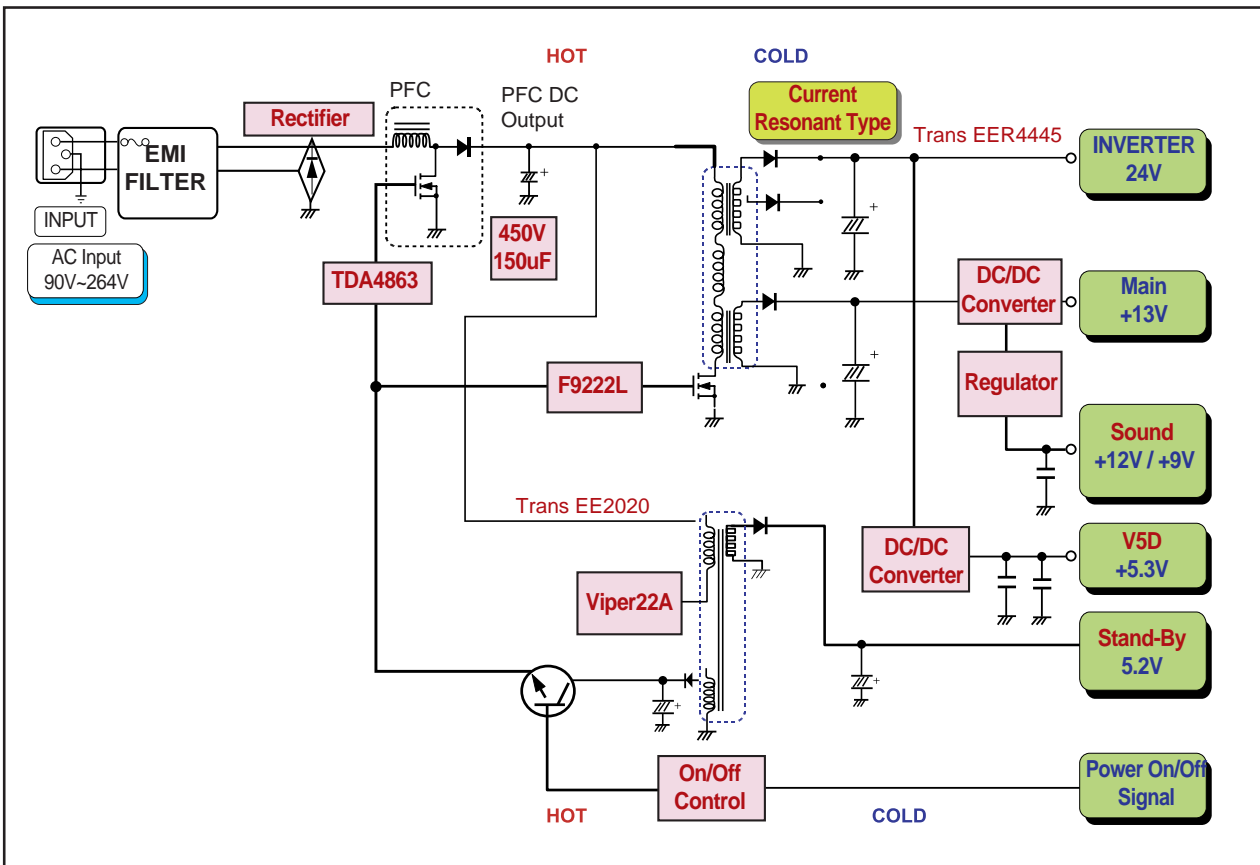 HOT
COLD
PFC
PFC DC
Output
Rectifier
Current
Resonant Type
Trans EER4445
INVERTER
24V
EMI
FILTER
INPUT
AC Input
90V~264V
450V
150uF
TDA4863
DC/DC
Converter
Main
+13V
F9222L
Regulator
Sound
+12V / +9V
Trans EE2020
DC/DC
Converter
V5D
+5.3V
Viper22A
Stand-By
5.2V
On/Off
Control
Power On/Off
Signal
HOT
COLD
+
+
+
+
+